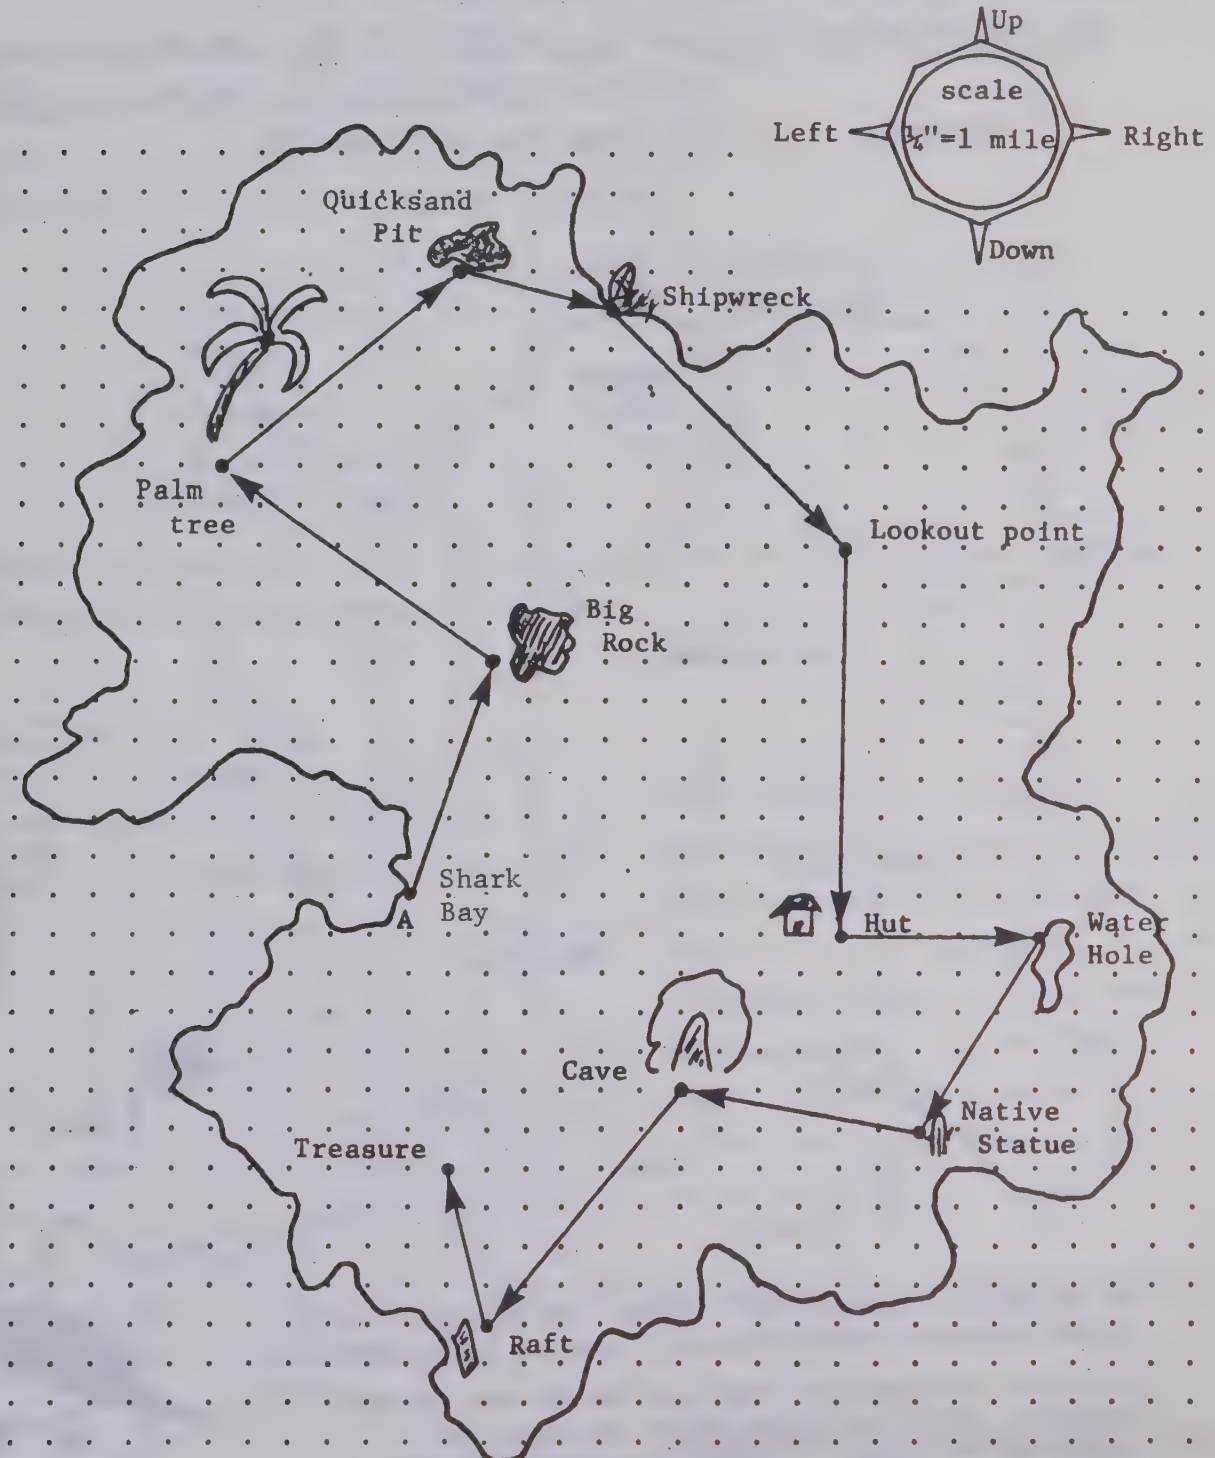 Up
scale
Left
¼"=1 mile
Right
Down
Quicksand
Pit
Shipwreck
Palm
tree
Lookout point
Big
Rock
Shark
Bay
A
Hut
Water
Hole
Cave
Native
Statue
Treasure
Raft